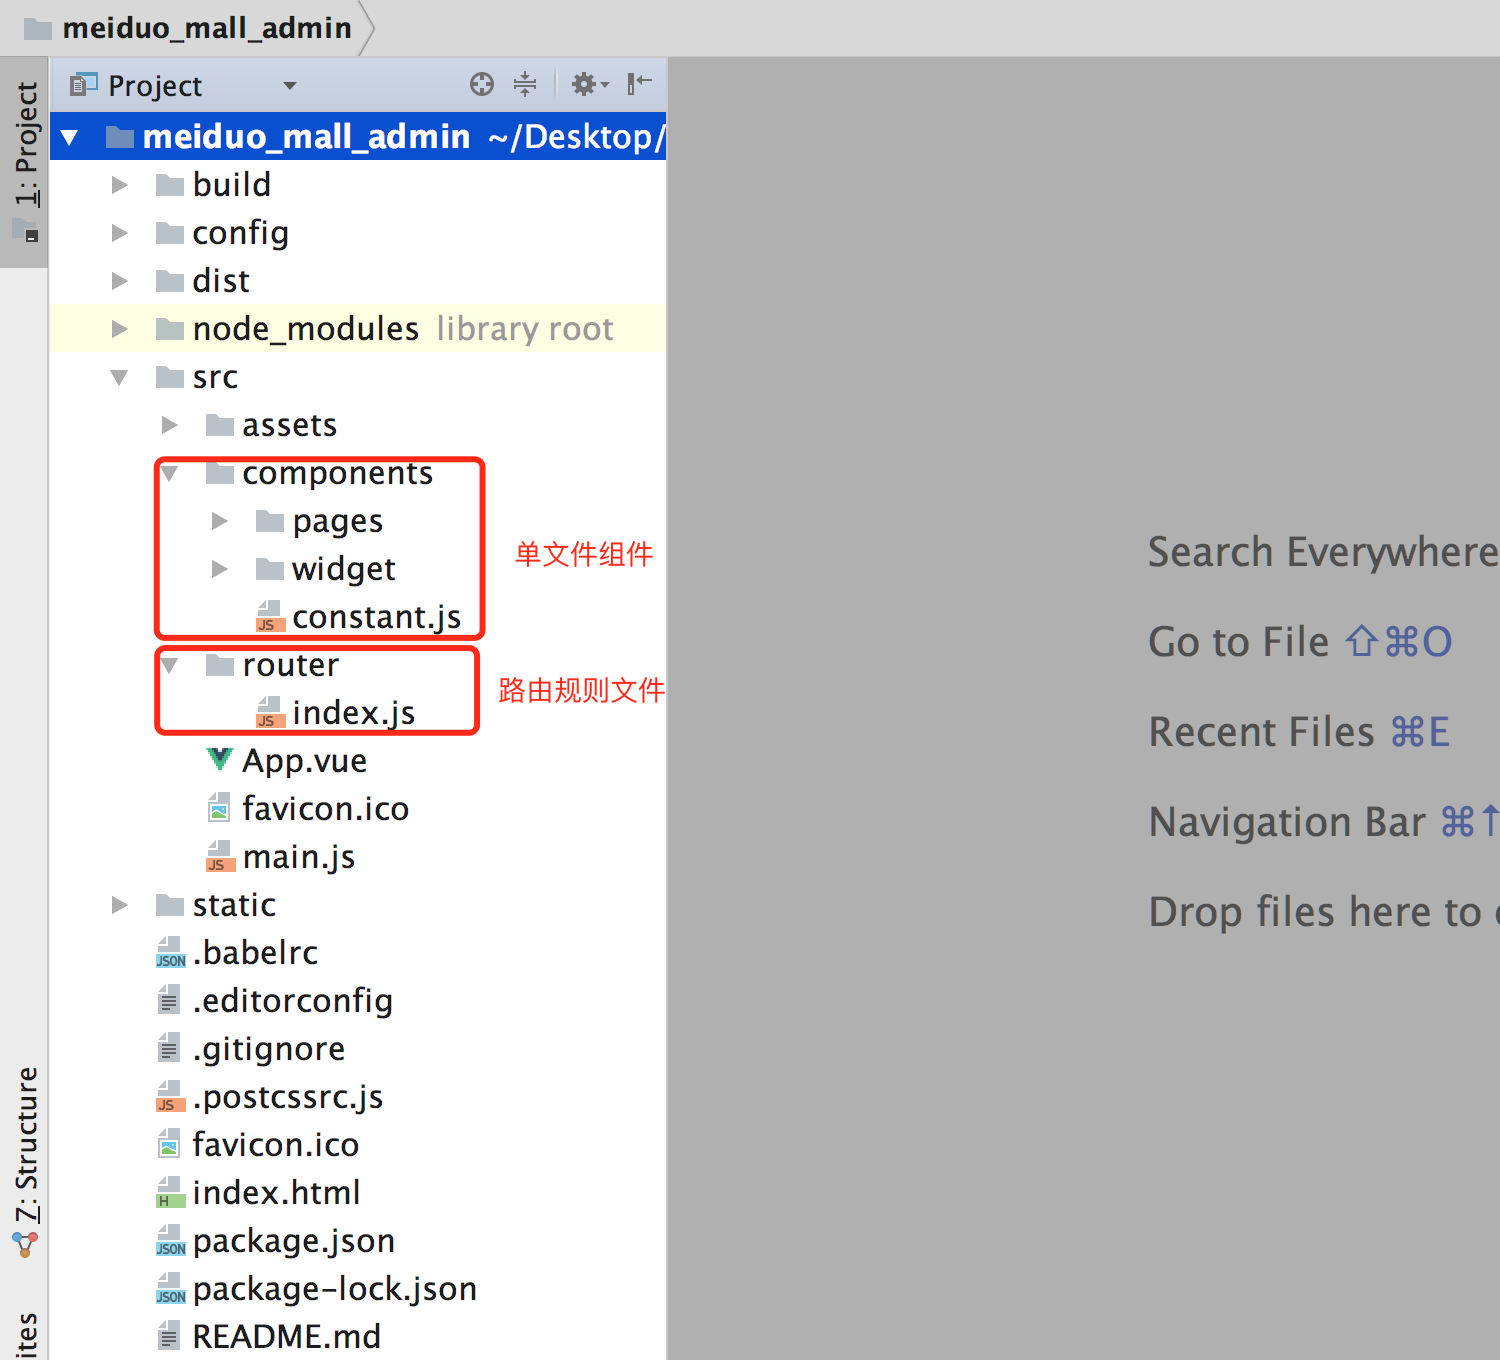 meiduo_mall_admin
1: Project
Project
meiduo_mall_admin ~/Desktop/
build
config
dist
node_modules library root
src
assets
components
pages
单文件组件
widget
constant.js
router
路由规则文件
index.js
App.vue
favicon.ico
main.js
static
.babelrc
.editorconfig
.gitignore
.postcssrc.js
favicon.ico
index.html
package.json
package-lock.json
README.md
7: Structure
ites
Search Everywhere
Go to File ⇧⌘O
Recent Files ⌘E
Navigation Bar ⌘↑
Drop files here to